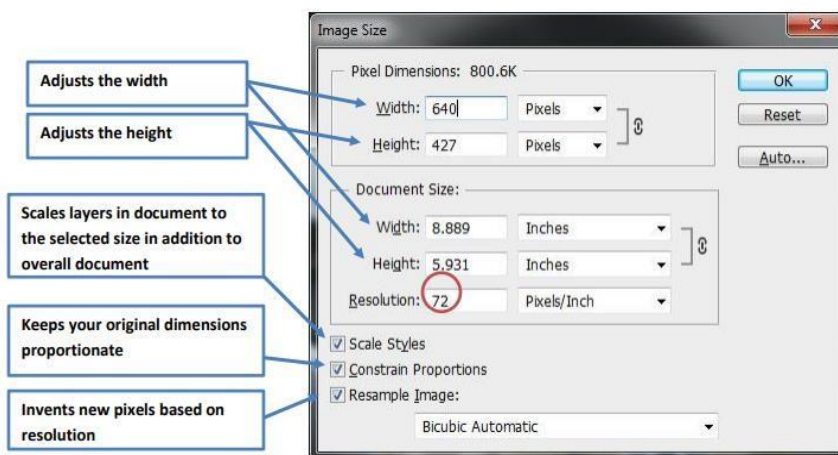 Image Size
Adjusts the width
Adjusts the height
Scales layers in document to
the selected size in addition to
overall document
Keeps your original dimensions
proportionate
Invents new pixels based on
resolution
Pixel Dimensions: 800.6K
Width: 640 Pixels
Height: 427 Pixels
Document Size:
Width: 8.889 Inches
Height: 5.931 Inches
Resolution: 72 Pixels/Inch
Scale Styles
Constrain Proportions
Resample Image:
Bicubic Automatic
OK
Reset
Auto...